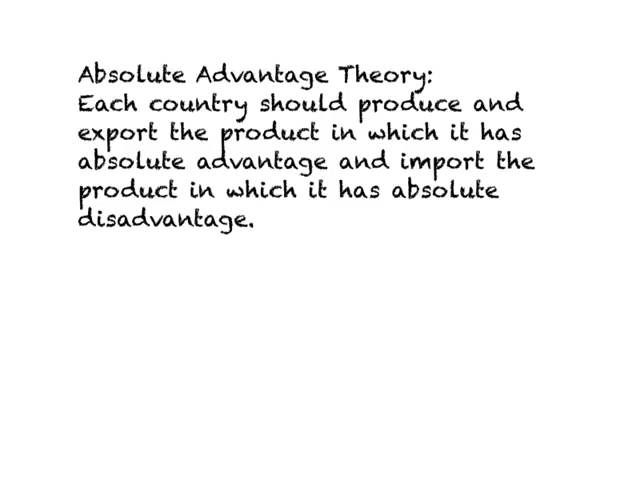 Absolute Advantage Theory:
Each country should produce and
export the product in which it has
absolute advantage and import the
product in which it has absolute
disadvantage.